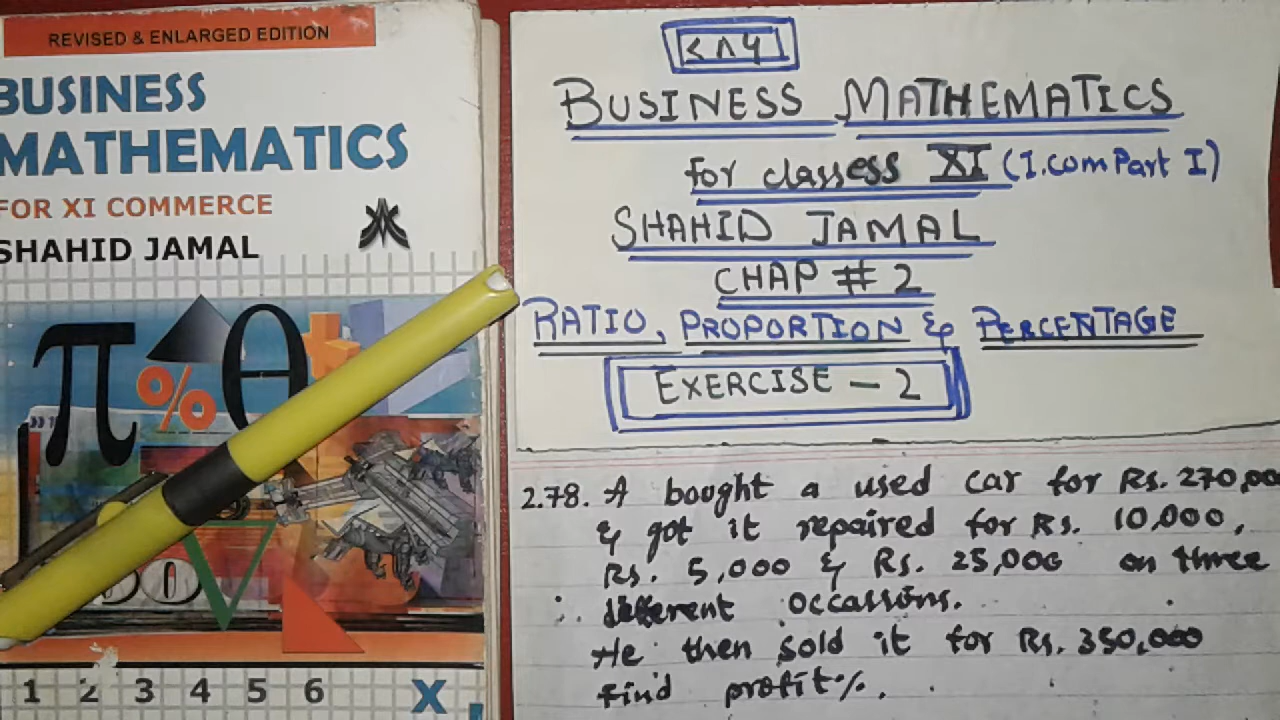 REVISED & ENLARGED EDITION
BUSINESS
MATHEMATICS
FOR XI COMMERCE
SHAHID JAMAL
π % θ
1 2 3 4 5 6 X
BUSINESS MATHEMATICS
for classess XI (I.com Part I)
SHAHID JAMAL
CHAP # 2
RATIO, PROPORTION & PERCENTAGE
EXERCISE - 2
2.78. A bought a used car for Rs. 270,00
& got it repaired for Rs. 10,000,
Rs. 5,000 & Rs. 25,000 on three
different occassons.
He then sold it for Rs. 350,000
find profit%.